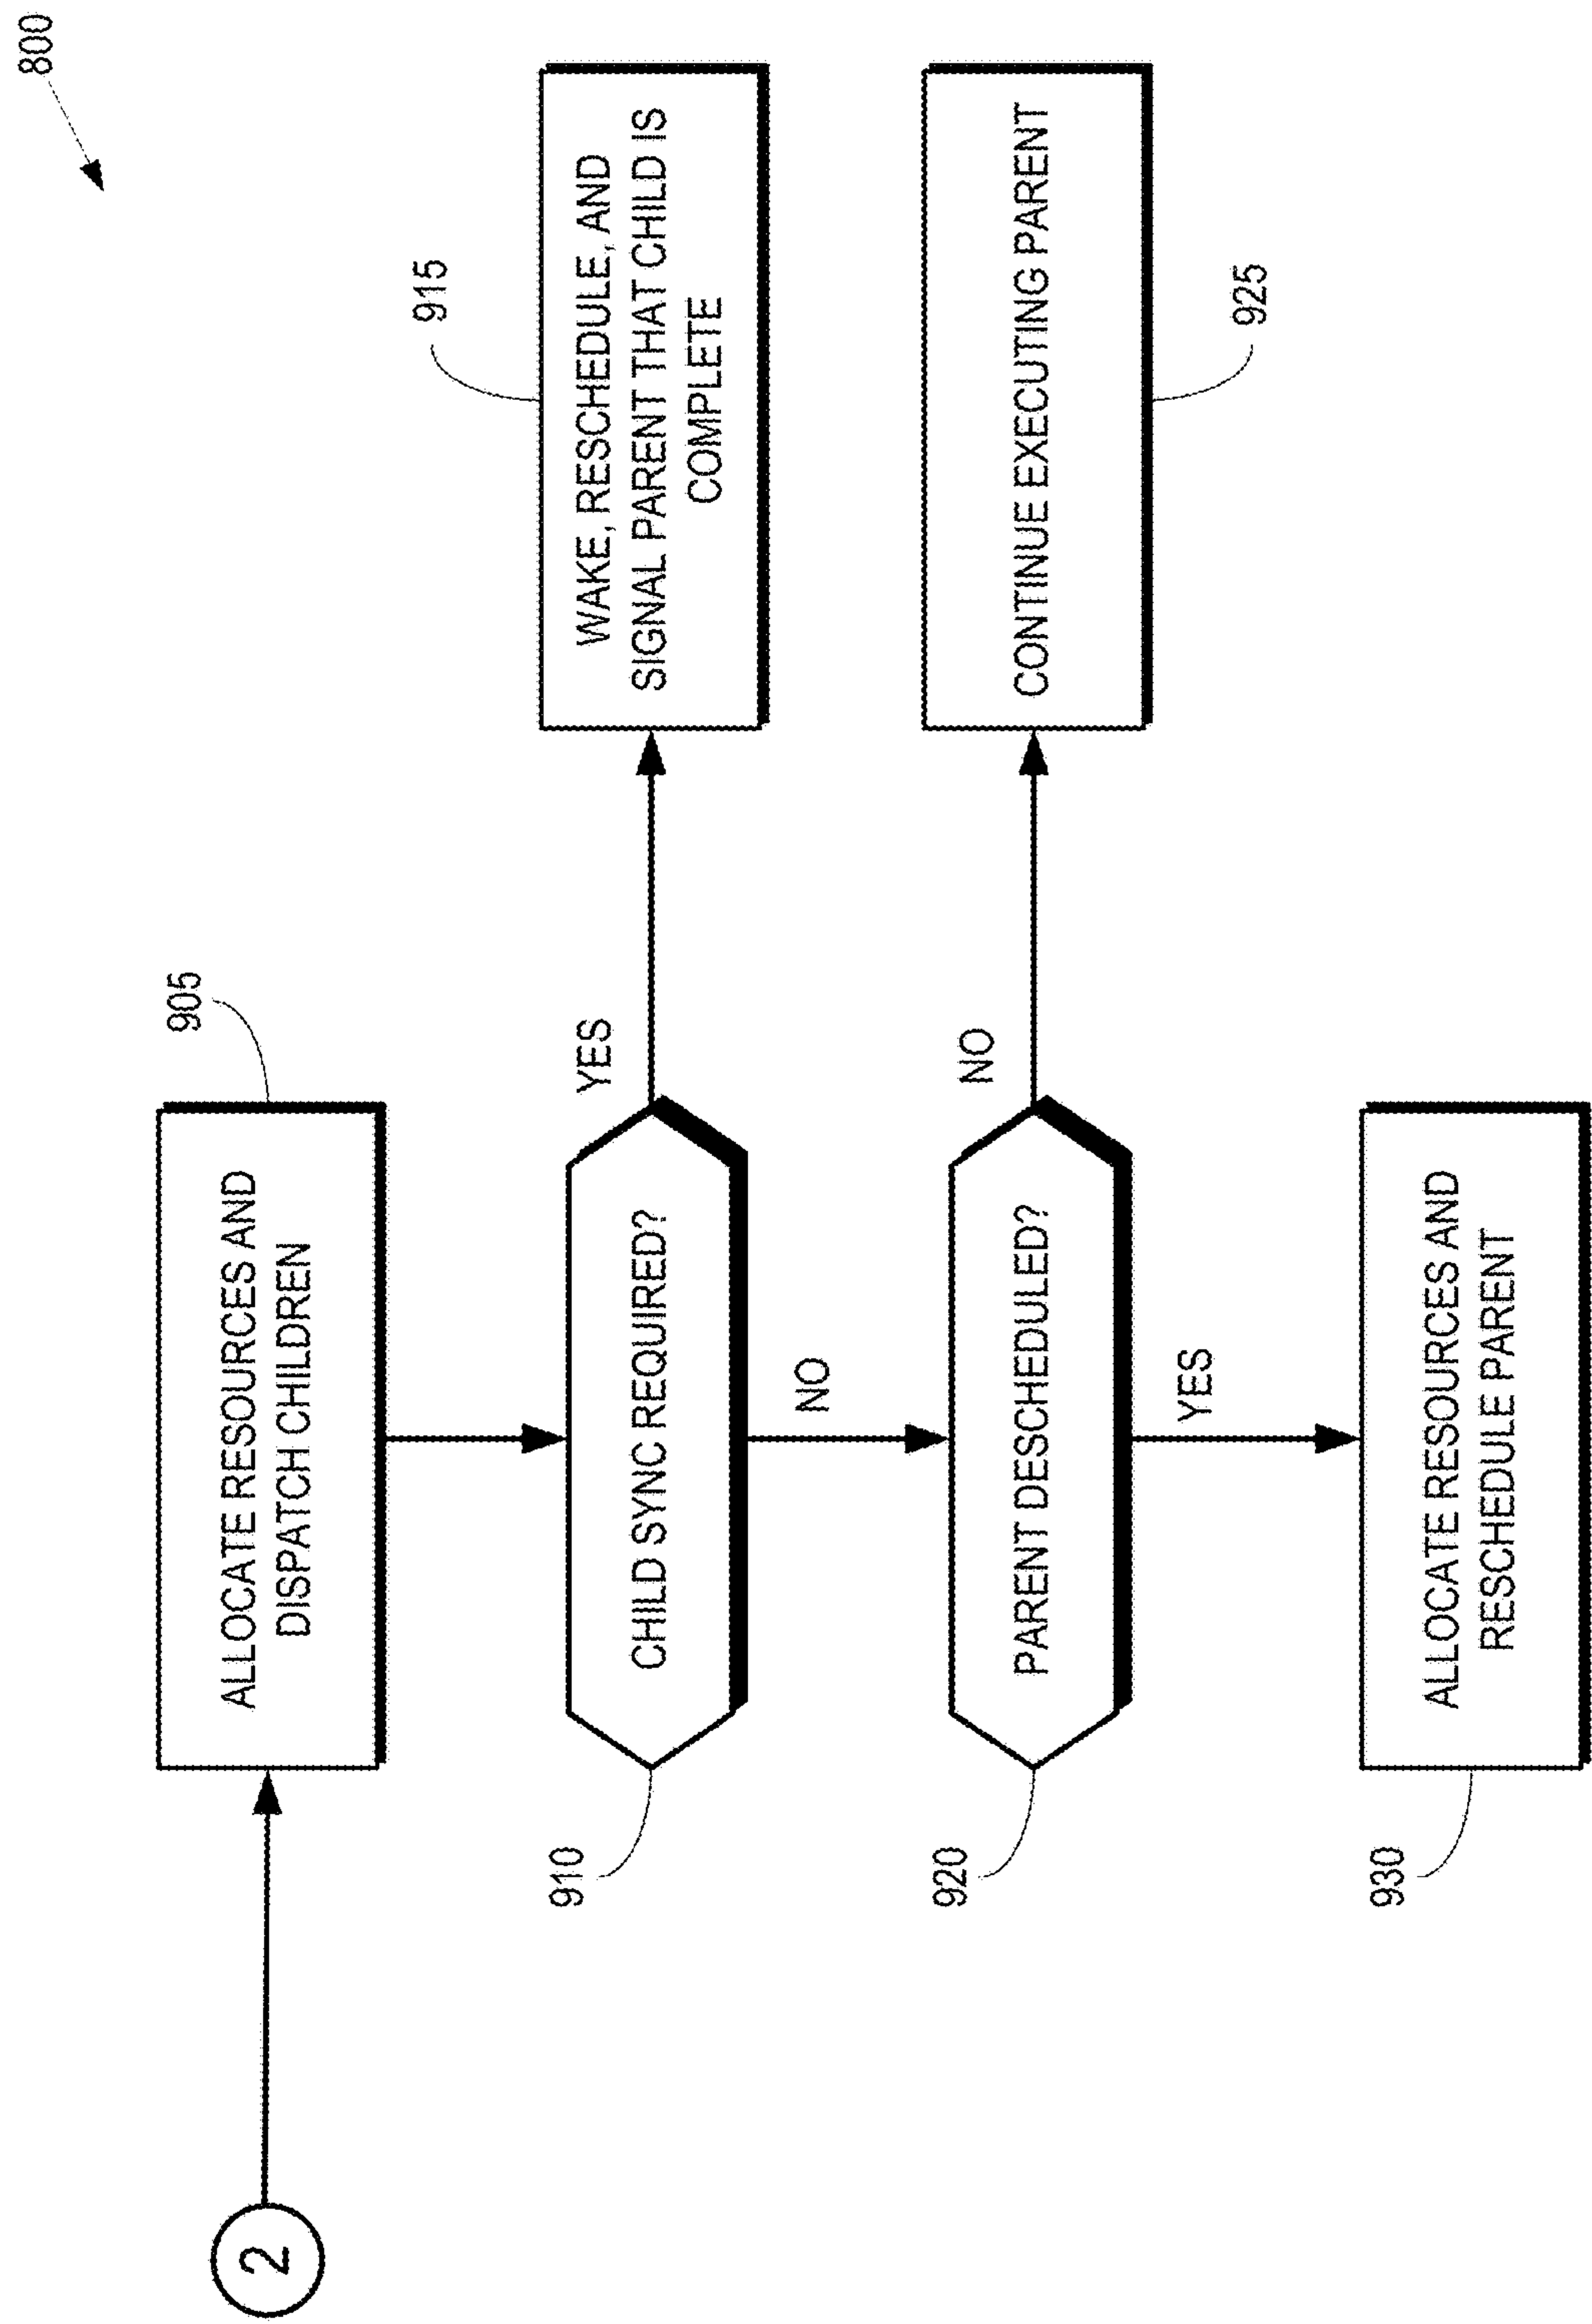 800
2
ALLOCATE RESOURCES AND
DISPATCH CHILDREN
905
CHILD SYNC REQUIRED?
910
YES
WAKE, RESCHEDULE, AND
SIGNAL PARENT THAT CHILD IS
COMPLETE
915
NO
PARENT DESCHEDULED?
920
NO
CONTINUE EXECUTING PARENT
925
YES
ALLOCATE RESOURCES AND
RESCHEDULE PARENT
930